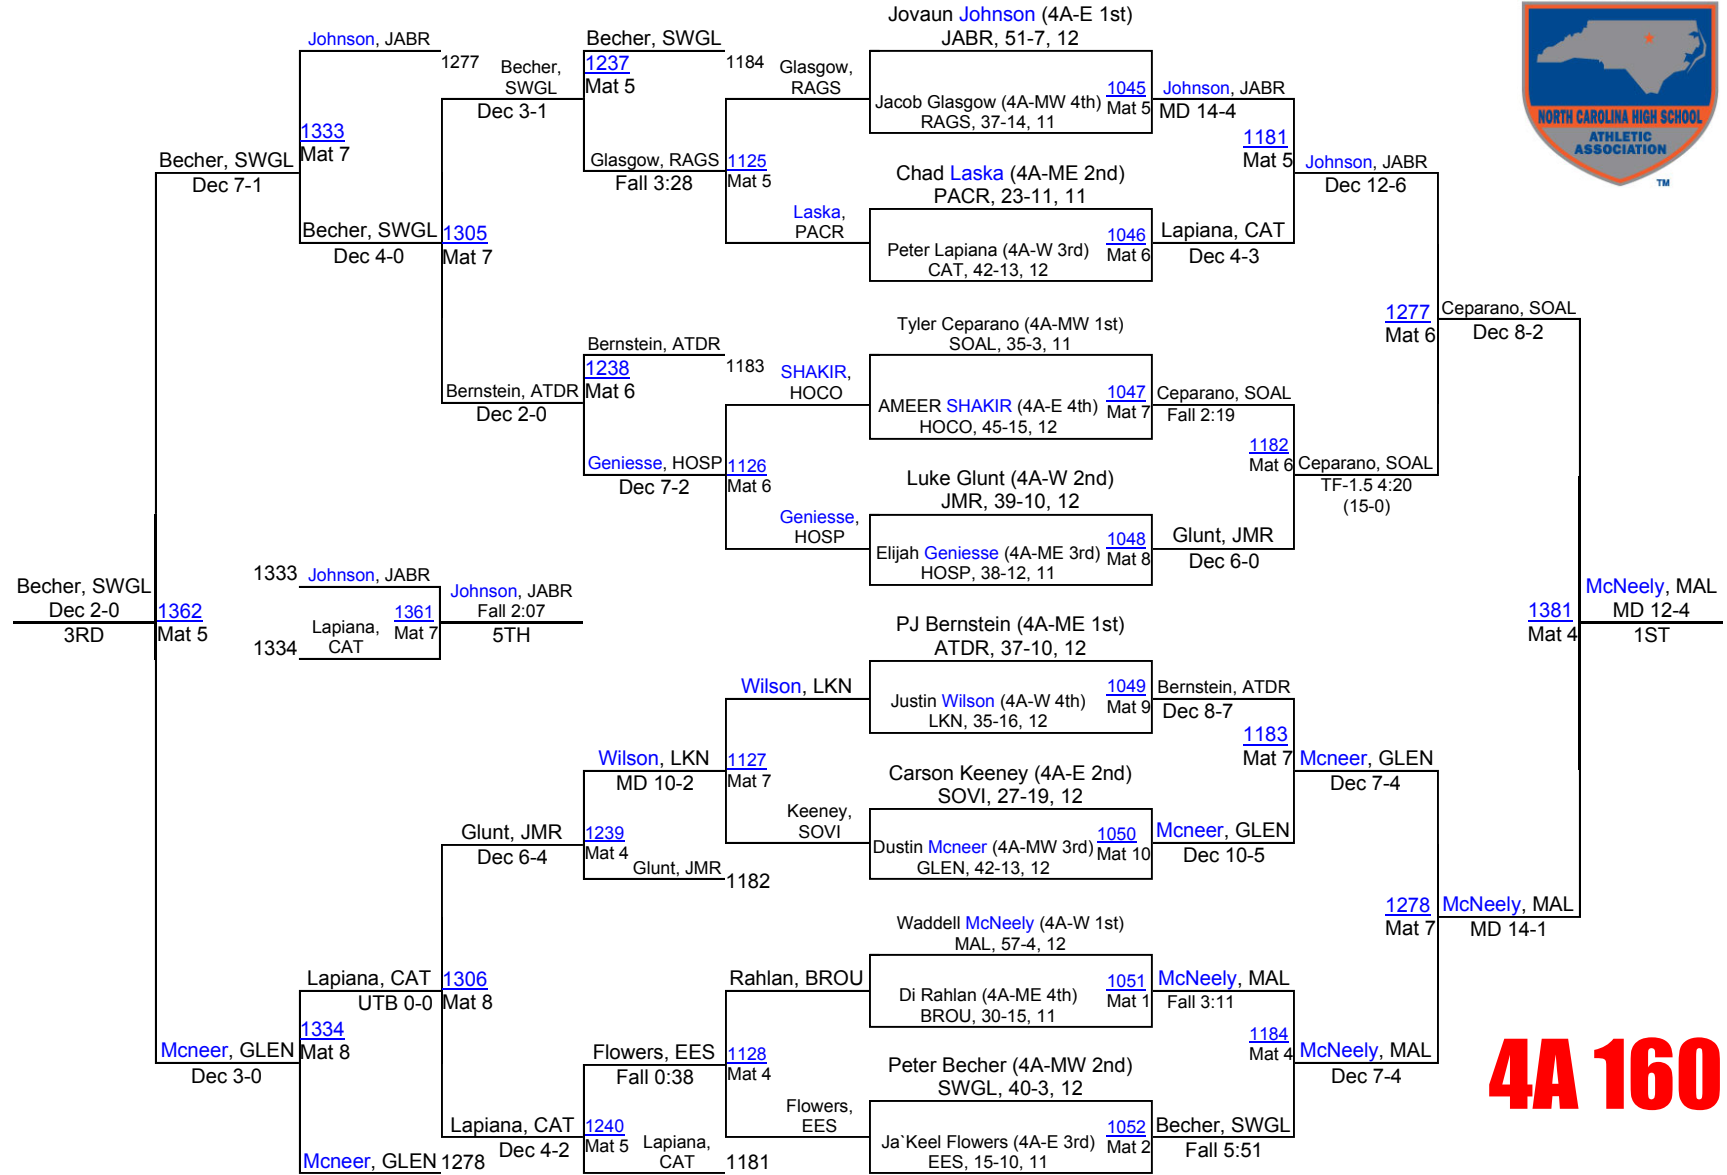 Jovaun Johnson (4A-E 1st)
JABR, 51-7, 12
Johnson, JABR
1277
Becher, SWGL
1237
Mat 5
1184
Becher,
SWGL
Dec 3-1
Glasgow,
RAGS
Jacob Glasgow (4A-MW 4th)
RAGS, 37-14, 11
1045
Mat 5
Johnson, JABR
MD 14-4
NORTH CAROLINA HIGH SCHOOL
ATHLETIC
ASSOCIATION
TM
1333
Mat 7
1181
Mat 5
Becher, SWGL
Dec 7-1
Glasgow, RAGS
Fall 3:28
1125
Mat 5
Chad Laska (4A-ME 2nd)
PACR, 23-11, 11
Johnson, JABR
Dec 12-6
Becher, SWGL
Dec 4-0
1305
Mat 7
Laska,
PACR
Peter Lapiana (4A-W 3rd)
CAT, 42-13, 12
1046
Mat 6
Lapiana, CAT
Dec 4-3
Tyler Ceparano (4A-MW 1st)
SOAL, 35-3, 11
1277
Mat 6
Ceparano, SOAL
Dec 8-2
Bernstein, ATDR
1183
1238
Mat 6
Bernstein, ATDR
Dec 2-0
SHAKIR,
HOCO
AMEER SHAKIR (4A-E 4th)
HOCO, 45-15, 12
1047
Mat 7
Ceparano, SOAL
Fall 2:19
1182
Mat 6
Ceparano, SOAL
TF-1.5 4:20
(15-0)
Geniesse, HOSP
Dec 7-2
1126
Mat 6
Luke Glunt (4A-W 2nd)
JMR, 39-10, 12
Geniesse,
HOSP
Elijah Geniesse (4A-ME 3rd)
HOSP, 38-12, 11
1048
Mat 8
Glunt, JMR
Dec 6-0
Becher, SWGL
Dec 2-0
3RD
1362
Mat 5
1333
Johnson, JABR
1361
Mat 7
Lapiana,
CAT
1334
Johnson, JABR
Fall 2:07
5TH
1381
Mat 4
McNeely, MAL
MD 12-4
1ST
PJ Bernstein (4A-ME 1st)
ATDR, 37-10, 12
Wilson, LKN
Justin Wilson (4A-W 4th)
LKN, 35-16, 12
1049
Mat 9
Bernstein, ATDR
Dec 8-7
1183
Mat 7
Wilson, LKN
MD 10-2
1127
Mat 7
Carson Keeney (4A-E 2nd)
SOVI, 27-19, 12
Mcneer, GLEN
Dec 7-4
Keeney,
SOVI
Dustin Mcneer (4A-MW 3rd)
GLEN, 42-13, 12
1050
Mat 10
Mcneer, GLEN
Dec 10-5
Glunt, JMR
Dec 6-4
1239
Mat 4
Glunt, JMR
1182
1278
Mat 7
McNeely, MAL
MD 14-1
Waddell McNeely (4A-W 1st)
MAL, 57-4, 12
Lapiana, CAT
UTB 0-0
1306
Mat 8
Rahlan, BROU
Di Rahlan (4A-ME 4th)
BROU, 30-15, 11
1051
Mat 1
McNeely, MAL
Fall 3:11
1334
Mat 8
1184
Mat 4
McNeely, MAL
Dec 7-4
Mcneer, GLEN
Dec 3-0
Flowers, EES
Fall 0:38
1128
Mat 4
Peter Becher (4A-MW 2nd)
SWGL, 40-3, 12
Flowers,
EES
Ja`Keel Flowers (4A-E 3rd)
EES, 15-10, 11
1052
Mat 2
Becher, SWGL
Fall 5:51
Lapiana, CAT
Dec 4-2
1240
Mat 5
Lapiana,
CAT
1181
Mcneer, GLEN
1278
4A 160